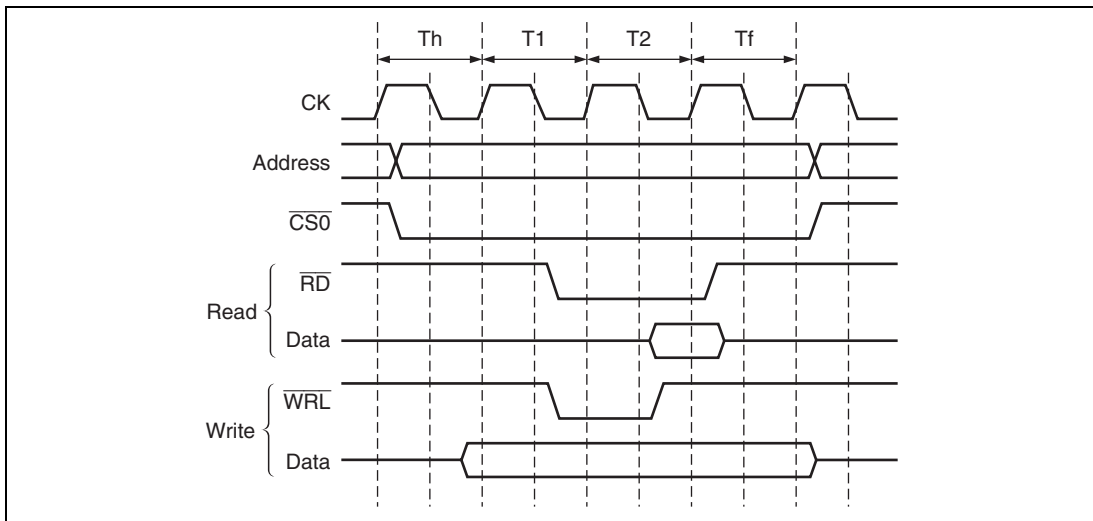 Th T1 T2 Tf
CK
Address
CS0
RD
Read
Data
WRL
Write
Data